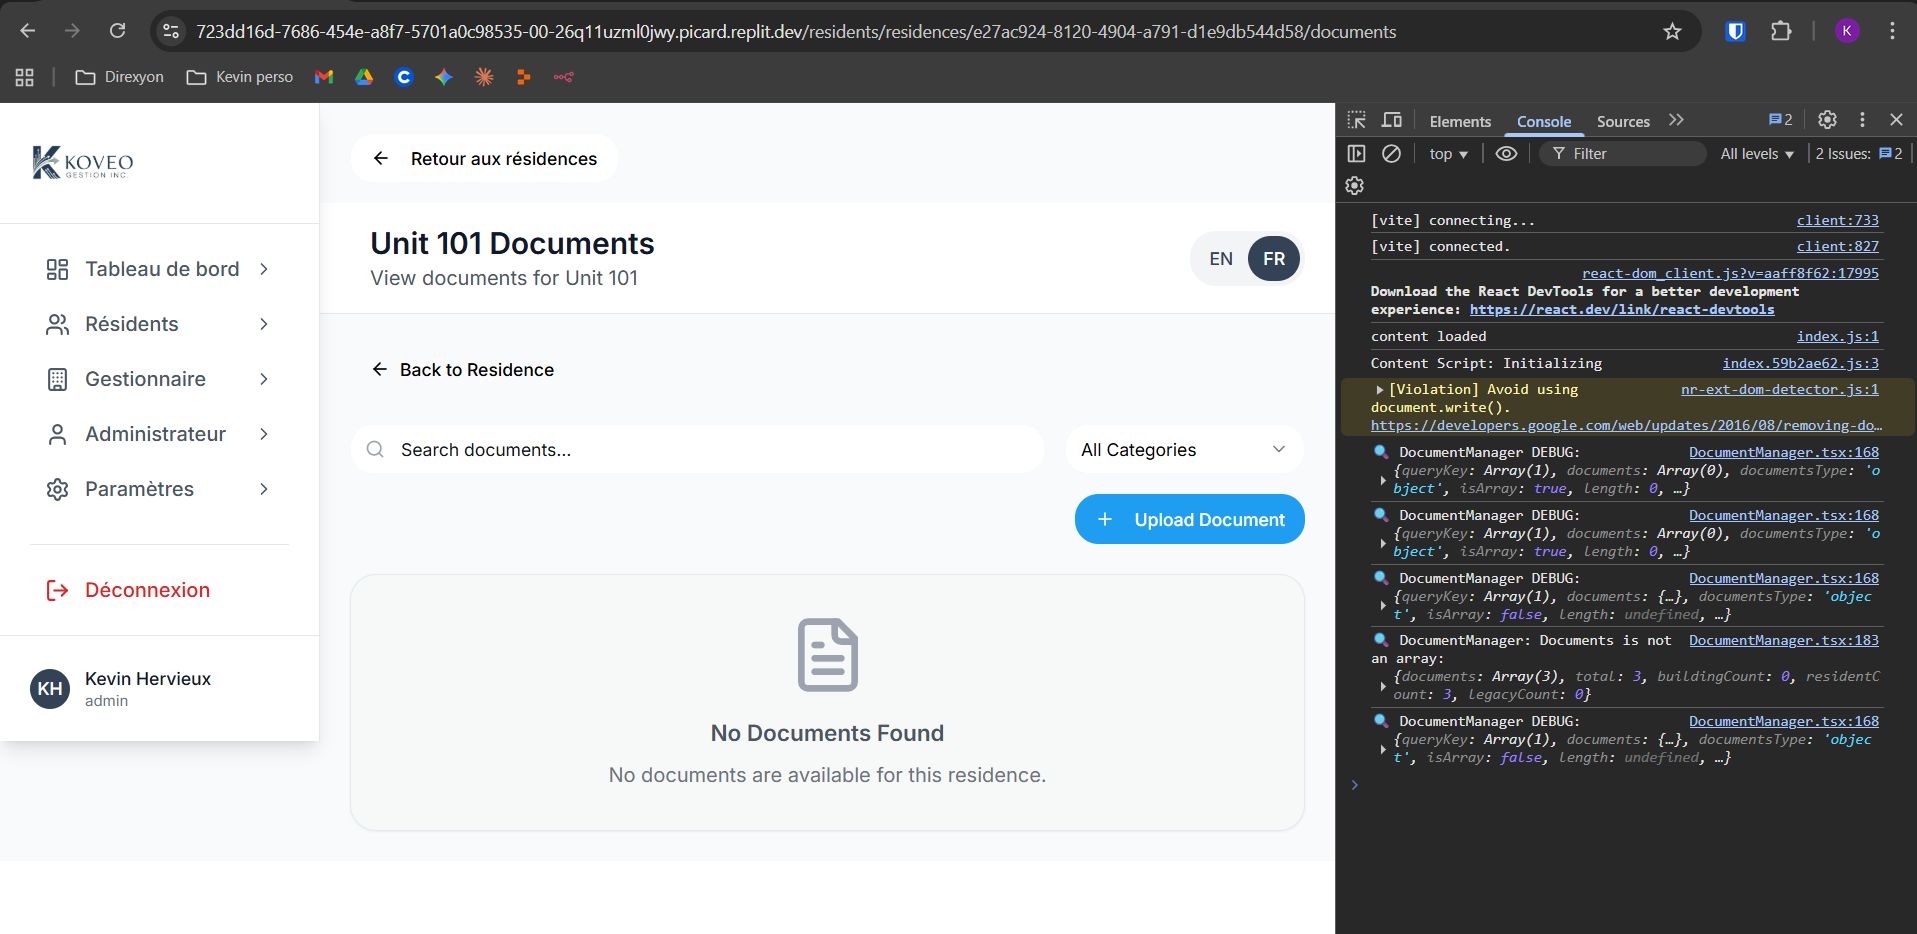 723dd16d-7686-454e-a8f7-5701a0c98535-00-26q11uzml0jwy.picard.replit.dev/residents/residences/e27ac924-8120-4904-a791-d1e9db544d58/documents
K
Direxyon
Kevin perso
KOVEO
GESTION INC.
Tableau de bord
Résidents
Gestionnaire
Administrateur
Paramètres
Déconnexion
KH
Kevin Hervieux
admin
Retour aux résidences
Unit 101 Documents
View documents for Unit 101
EN FR
Back to Residence
Search documents...
All Categories
+ Upload Document
No Documents Found
No documents are available for this residence.
Elements Console Sources 2
top Filter All levels 2 Issues: 2
[vite] connecting... client:733
[vite] connected. client:827
react-dom_client.js?v=aaff8f62:17995
Download the React DevTools for a better development
experience: https://react.dev/link/react-devtools
content loaded index.js:1
Content Script: Initializing index.59b2ae62.js:3
[Violation] Avoid using nr-ext-dom-detector.js:1
document.write().
https://developers.google.com/web/updates/2016/08/removing-do…
DocumentManager DEBUG: DocumentManager.tsx:168
{queryKey: Array(1), documents: Array(0), documentsType: 'o
bject', isArray: true, length: 0, …}
DocumentManager DEBUG: DocumentManager.tsx:168
{queryKey: Array(1), documents: Array(0), documentsType: 'o
bject', isArray: true, length: 0, …}
DocumentManager DEBUG: DocumentManager.tsx:168
{queryKey: Array(1), documents: {…}, documentsType: 'objec
t', isArray: false, length: undefined, …}
DocumentManager: Documents is not DocumentManager.tsx:183
an array:
{documents: Array(3), total: 3, buildingCount: 0, residentC
ount: 3, legacyCount: 0}
DocumentManager DEBUG: DocumentManager.tsx:168
{queryKey: Array(1), documents: {…}, documentsType: 'objec
t', isArray: false, length: undefined, …}